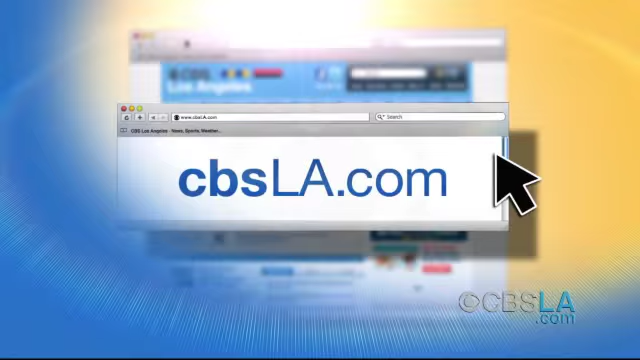 CBS
Los Angeles
www.cbsLA.com
Search
CBS Los Angeles - News, Sports, Weather...
cbsLA.com
©CBSLA
.com